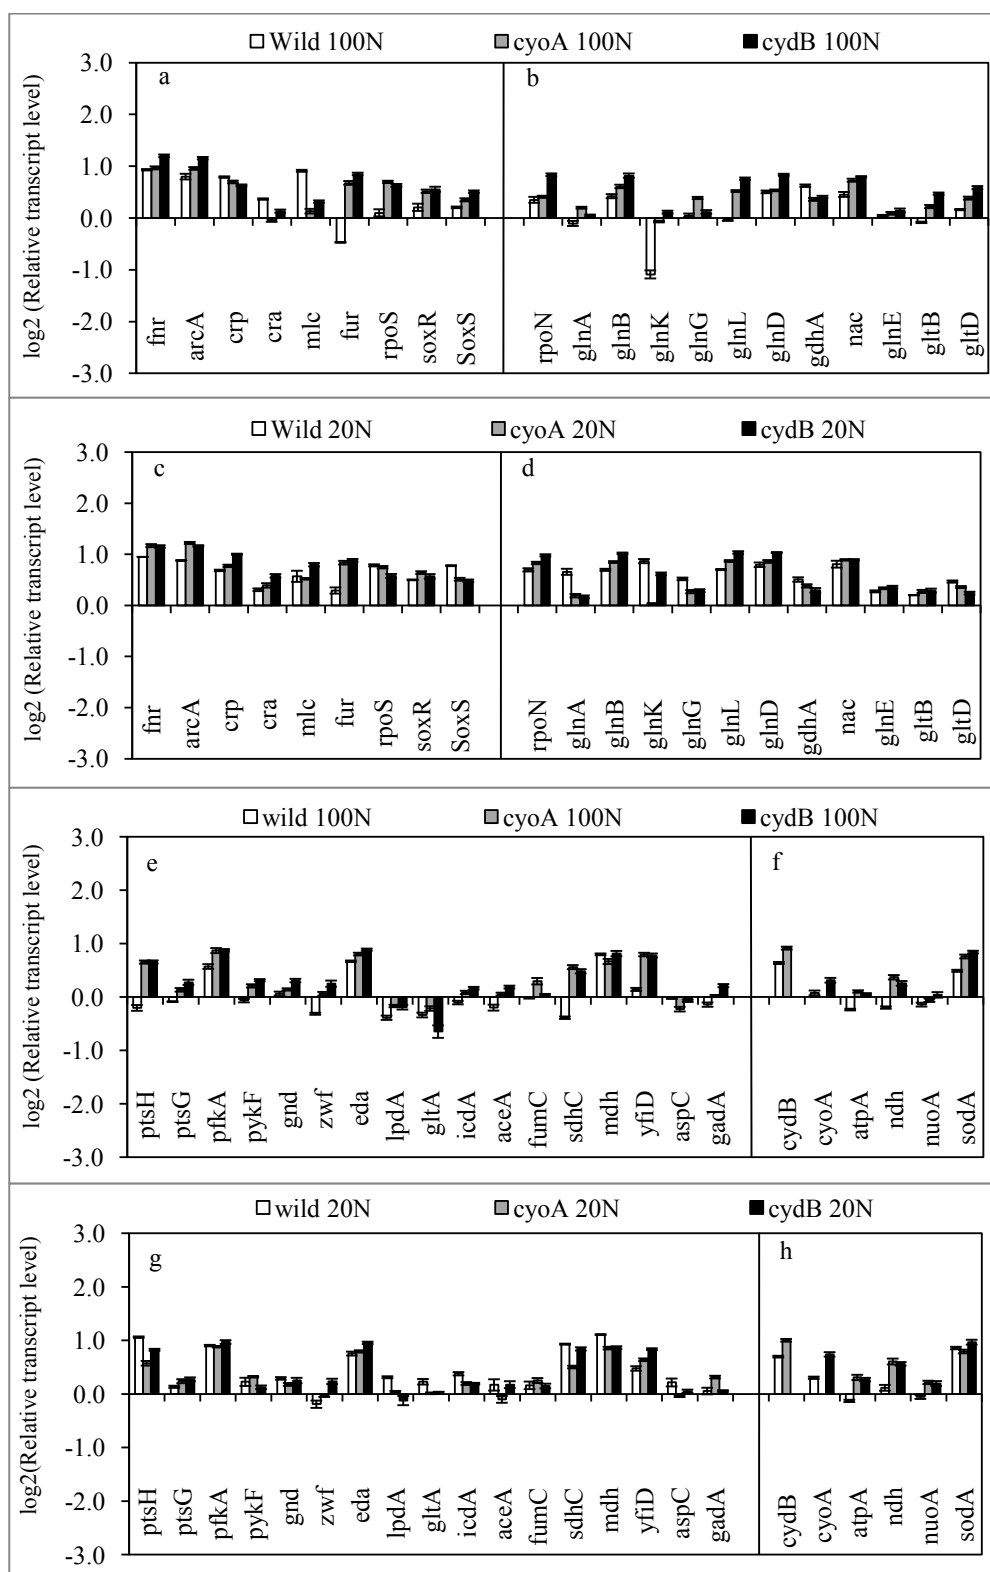 Wild 100N cyoA 100N cydB 100N
log2 (Relative transcript level)
3.0
2.0
1.0
0.0
-1.0
-2.0
-3.0
a b
fnr arcA crp cra mlc fur rpoS soxR SoxS rpoN glnA glnB glnK glnG glnL glnD gdhA nac glnE gltB gltD
Wild 20N cyoA 20N cydB 20N
log2 (Relative transcript level)
3.0
2.0
1.0
0.0
-1.0
-2.0
-3.0
c d
fnr arcA crp cra mlc fur rpoS soxR SoxS rpoN glnA glnB glnK glnG glnL glnD gdhA nac glnE gltB gltD
wild 100N cyoA 100N cydB 100N
log2 (Relative transcript level)
3.0
2.0
1.0
0.0
-1.0
-2.0
-3.0
e f
ptsH ptsG pfkA pykF gnd zwf eda lpdA gltA icdA aceA fumC sdhC mdh yfiD aspC gadA cydB cyoA atpA ndh nuoA sodA
wild 20N cyoA 20N cydB 20N
log2(Relative transcript level)
3.0
2.0
1.0
0.0
-1.0
-2.0
-3.0
g h
ptsH ptsG pfkA pykF gnd zwf eda lpdA gltA icdA aceA fumC sdhC mdh yfiD aspC gadA cydB cyoA atpA ndh nuoA sodA